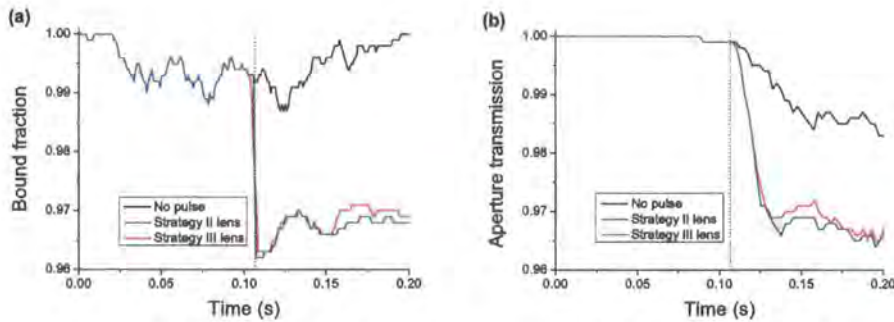 (a)
1.00
0.99
0.98
0.97
0.96
Bound fraction
No pulse
Strategy II lens
Strategy III lens
0.00 0.05 0.10 0.15 0.20
Time (s)
(b)
1.00
0.99
0.98
0.97
0.96
Aperture transmission
No pulse
Strategy II lens
Strategy III lens
0.00 0.05 0.10 0.15 0.20
Time (s)